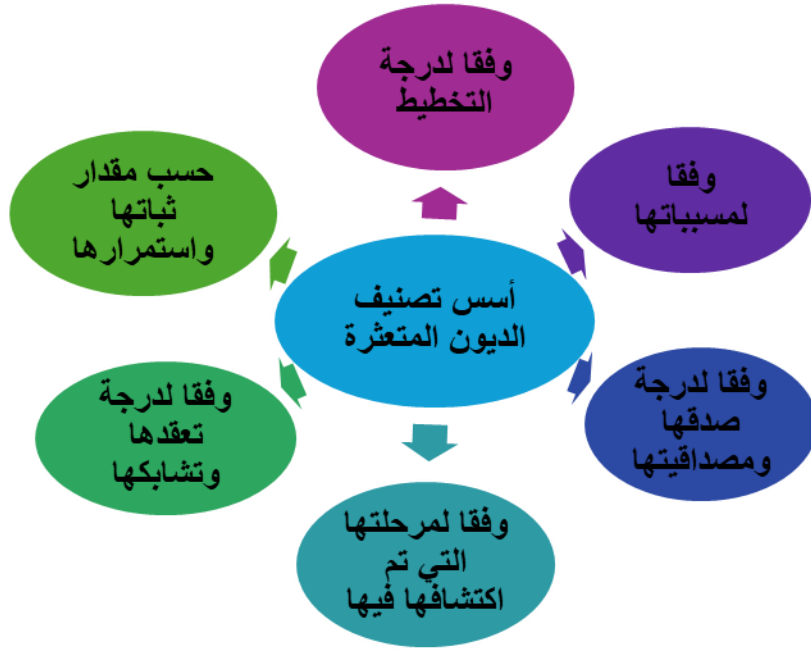 وفقا لدرجة
التخطيط
وفقا
لمسبباتها
وفقا لدرجة
صدقها
ومصداقيتها
وفقا لمرحلتها
التي تم
اكتشافها فيها
وفقا لدرجة
تعقدها
وتشابكها
حسب مقدار
ثباتها
واستمرارها
أسس تصنيف
الديون المتعثرة